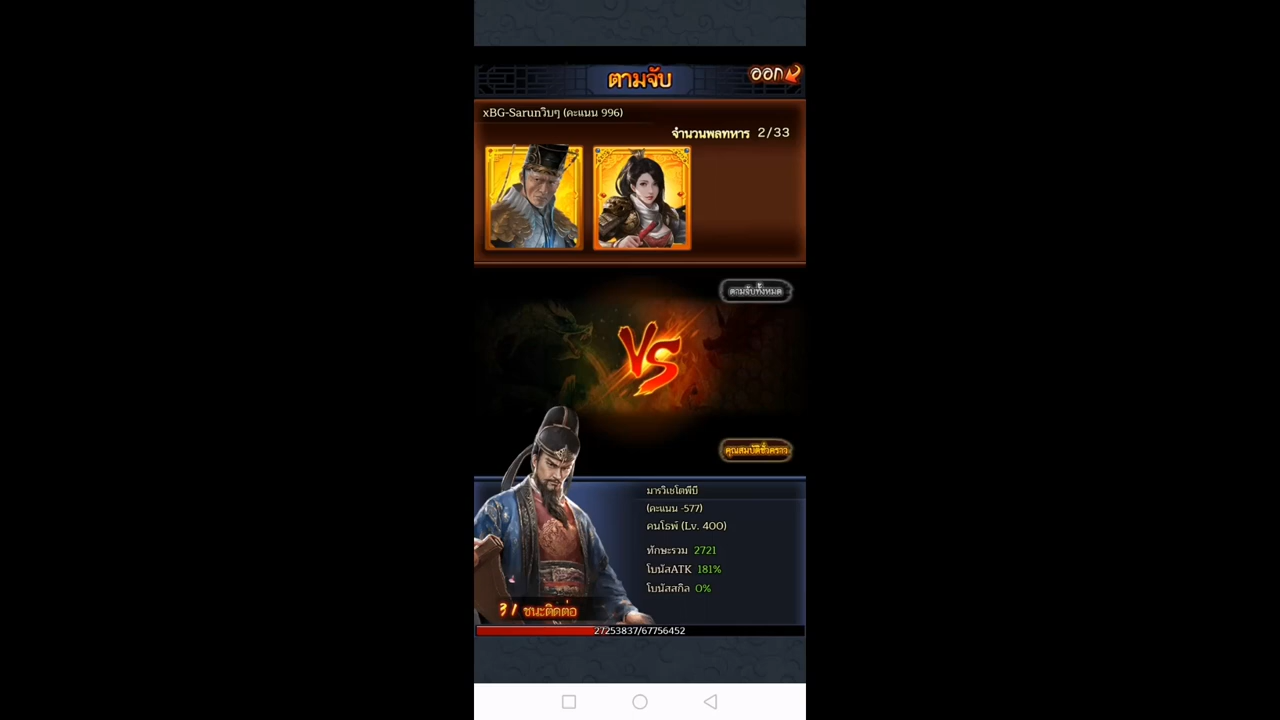 ตามจับ
ออก
xBG-Sarunวิบๆ (คะแนน 996)
จำนวนพลทหาร 2/33
ตามจับทั้งหมด
VS
คุณสมบัติชั่วคราว
มารวิเชโตพีบี
(คะแนน -577)
คนโธพ์ (Lv. 400)
ทักษะรวม 2721
โบนัสATK 181%
โบนัสสกิล 0%
31 ชนะติดต่อ
27253837/67756452